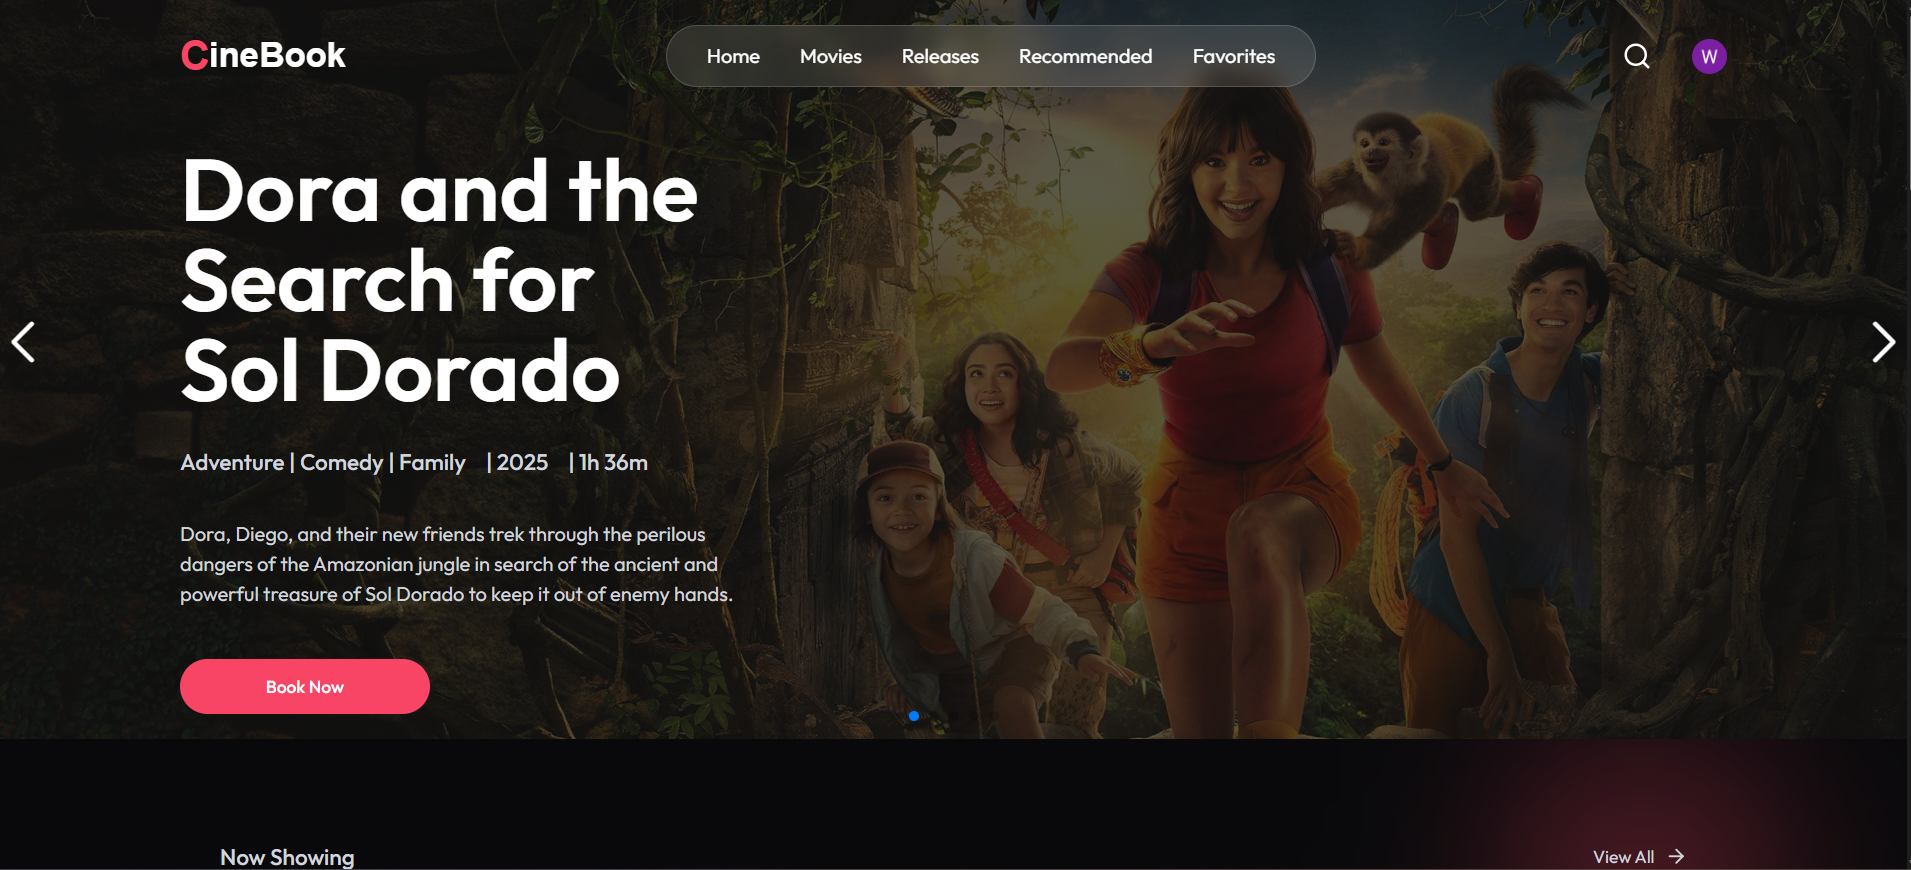 CineBook
Home Movies Releases Recommended Favorites
W
Dora and the
Search for
Sol Dorado
Adventure | Comedy | Family | 2025 | 1h 36m
Dora, Diego, and their new friends trek through the perilous
dangers of the Amazonian jungle in search of the ancient and
powerful treasure of Sol Dorado to keep it out of enemy hands.
Book Now
Now Showing
View All